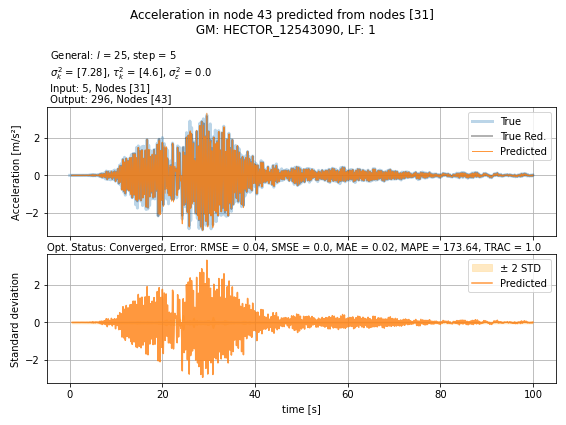 Acceleration in node 43 predicted from nodes [31]
GM: HECTOR_12543090, LF: 1
General: l = 25, step = 5
σ²ₖ = [7.28], τ²ₖ = [4.6], σ²ε = 0.0
Input: 5, Nodes [31]
Output: 296, Nodes [43]
Acceleration [m/s²]
2
0
−2
True
True Red.
Predicted
Opt. Status: Converged, Error: RMSE = 0.04, SMSE = 0.0, MAE = 0.02, MAPE = 173.64, TRAC = 1.0
Standard deviation
2
0
−2
± 2 STD
Predicted
0 20 40 60 80 100
time [s]